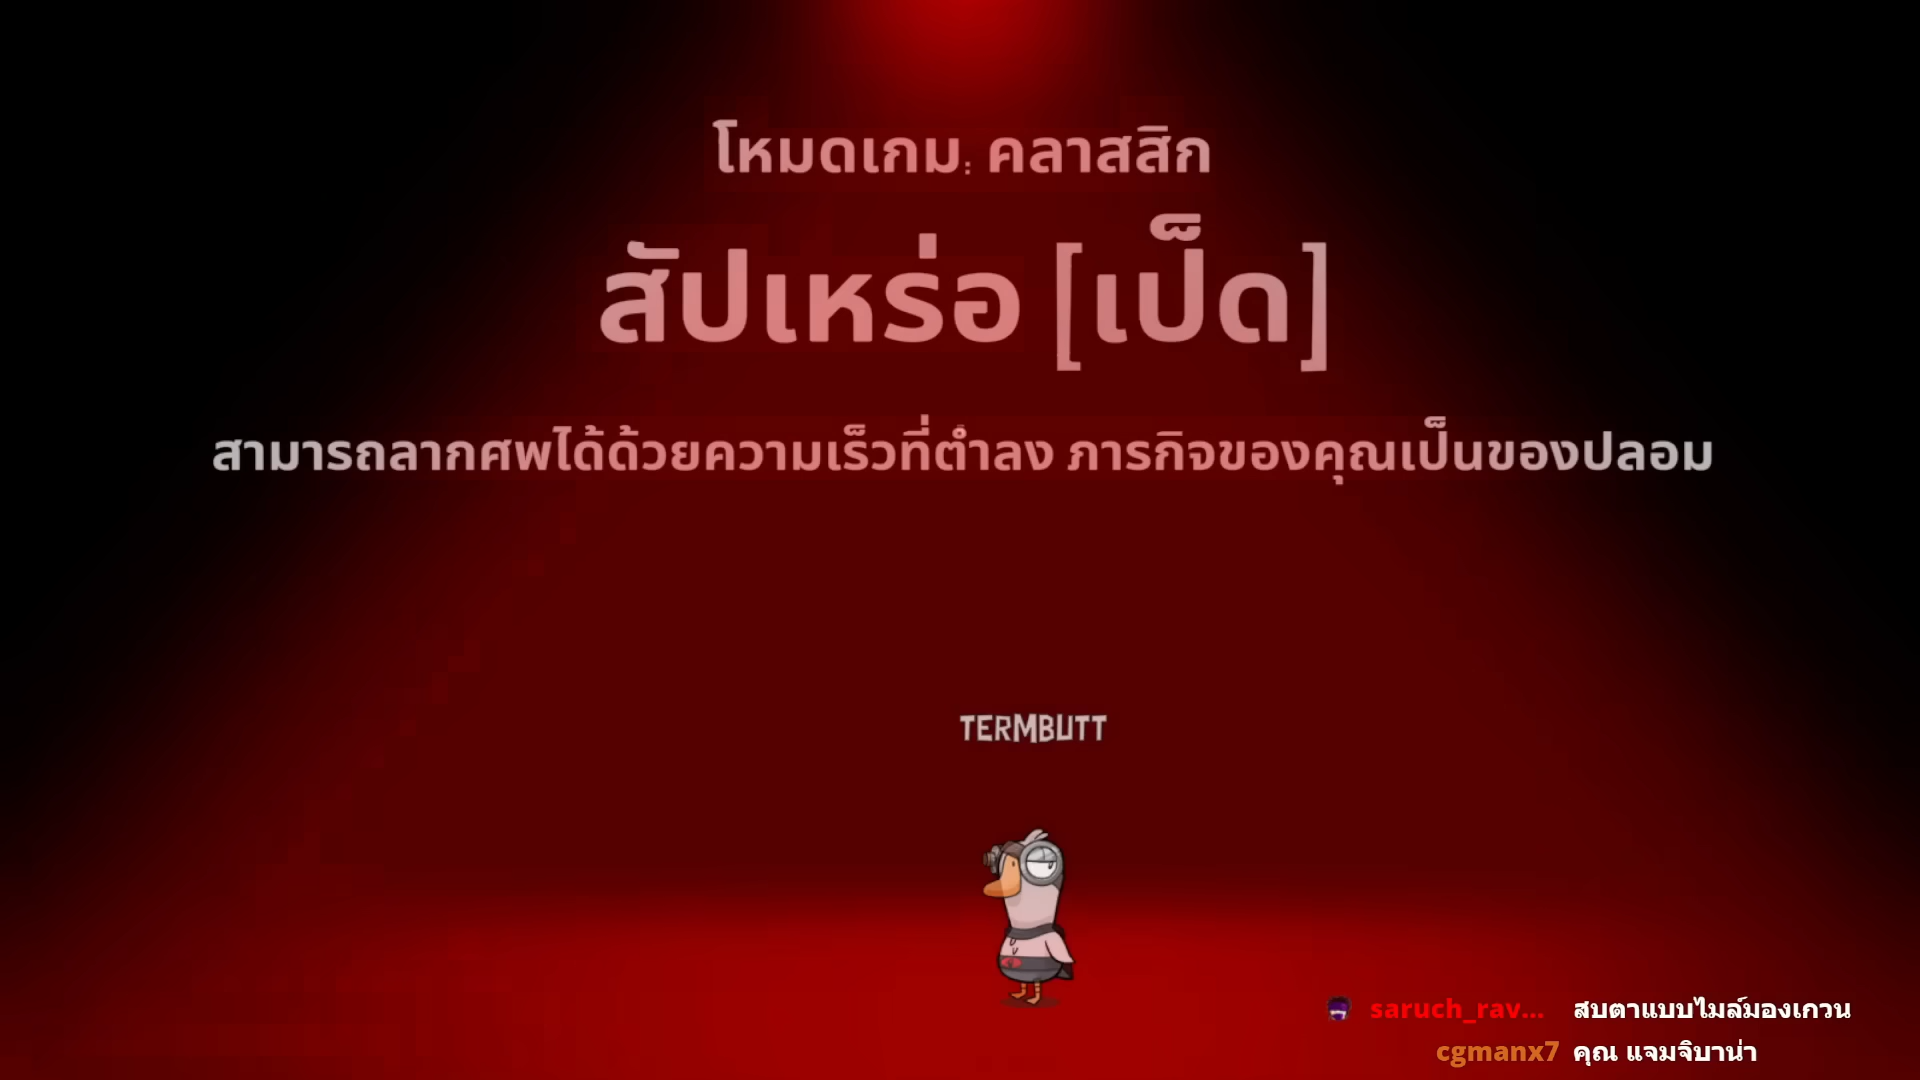 โหมดเกม: คลาสสิก
สัปเหร่อ [เป็ด]
สามารถลากศพได้ด้วยความเร็วที่ต่ำลง ภารกิจของคุณเป็นของปลอม
TERMBUTT
saruch_rav... สบตาแบบไมล์มองเกวน
cgmanx7 คุณ แจมจิบาน่า